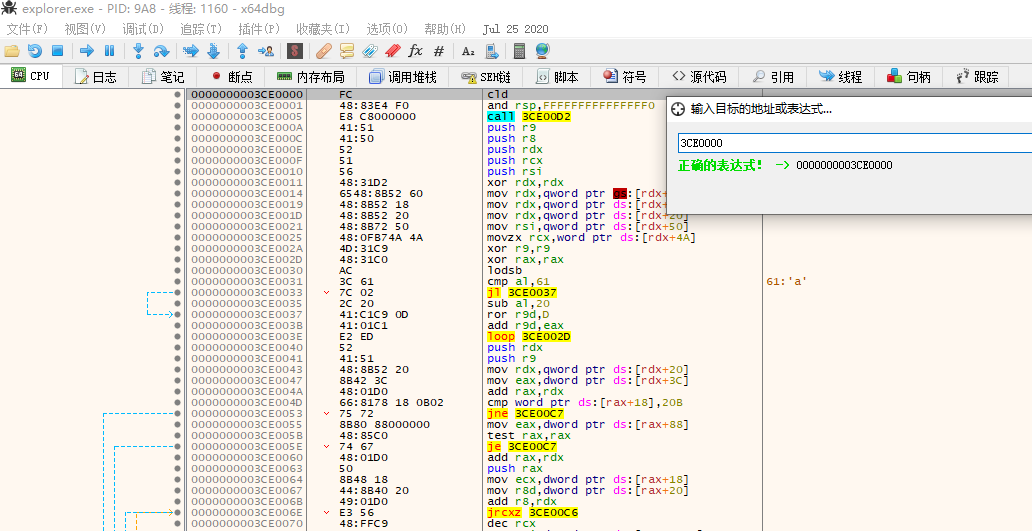 explorer.exe - PID: 9A8 - 线程: 1160 - x64dbg
文件(F) 视图(V) 调试(D) 追踪(T) 插件(P) 收藏夹(I) 选项(O) 帮助(H) Jul 25 2020
CPU 日志 笔记 断点 内存布局 调用堆栈 SEH链 脚本 符号 源代码 引用 线程 句柄 跟踪
0000000003CE0000 FC cld
0000000003CE0001 48:83E4 F0 and rsp,FFFFFFFFFFFFFFF0
0000000003CE0005 E8 C8000000 call 3CE00D2
0000000003CE000A 41:51 push r9
0000000003CE000C 41:50 push r8
0000000003CE000E 52 push rdx
0000000003CE000F 51 push rcx
0000000003CE0010 56 push rsi
0000000003CE0011 48:31D2 xor rdx,rdx
0000000003CE0014 6548:8B52 60 mov rdx,qword ptr gs:[rdx+
0000000003CE0019 48:8B52 18 mov rdx,qword ptr ds:[rdx+
0000000003CE001D 48:8B52 20 mov rdx,qword ptr ds:[rdx+20]
0000000003CE0021 48:8B72 50 mov rsi,qword ptr ds:[rdx+50]
0000000003CE0025 48:0FB74A 4A movzx rcx,word ptr ds:[rdx+4A]
0000000003CE002A 4D:31C9 xor r9,r9
0000000003CE002D 48:31C0 xor rax,rax
0000000003CE0030 AC lodsb
0000000003CE0031 3C 61 cmp al,61 61:'a'
0000000003CE0033 7C 02 jl 3CE0037
0000000003CE0035 2C 20 sub al,20
0000000003CE0037 41:C1C9 0D ror r9d,D
0000000003CE003B 41:01C1 add r9d,eax
0000000003CE003E E2 ED loop 3CE002D
0000000003CE0040 52 push rdx
0000000003CE0041 41:51 push r9
0000000003CE0043 48:8B52 20 mov rdx,qword ptr ds:[rdx+20]
0000000003CE0047 8B42 3C mov eax,dword ptr ds:[rdx+3C]
0000000003CE004A 48:01D0 add rax,rdx
0000000003CE004D 66:8178 18 0B02 cmp word ptr ds:[rax+18],20B
0000000003CE0053 75 72 jne 3CE00C7
0000000003CE0055 8B80 88000000 mov eax,dword ptr ds:[rax+88]
0000000003CE005B 48:85C0 test rax,rax
0000000003CE005E 74 67 je 3CE00C7
0000000003CE0060 48:01D0 add rax,rdx
0000000003CE0063 50 push rax
0000000003CE0064 8B48 18 mov ecx,dword ptr ds:[rax+18]
0000000003CE0067 44:8B40 20 mov r8d,dword ptr ds:[rax+20]
0000000003CE006B 49:01D0 add r8,rdx
0000000003CE006E E3 56 jrcxz 3CE00C6
0000000003CE0070 48:FFC9 dec rcx
输入目标的地址或表达式...
3CE0000
正确的表达式! -> 0000000003CE0000